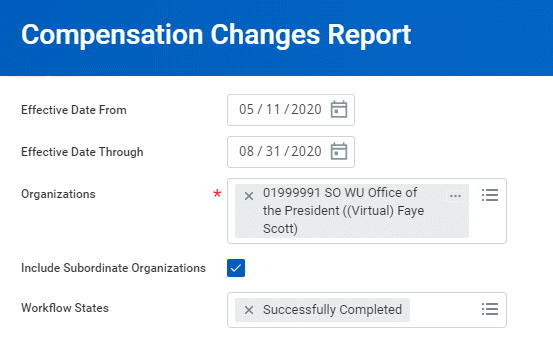 Compensation Changes Report
Effective Date From
05 / 11 / 2020
Effective Date Through
08 / 31 / 2020
Organizations
*
× 01999991 SO WU Office of ...
the President ((Virtual) Faye
Scott)
Include Subordinate Organizations
Workflow States
× Successfully Completed